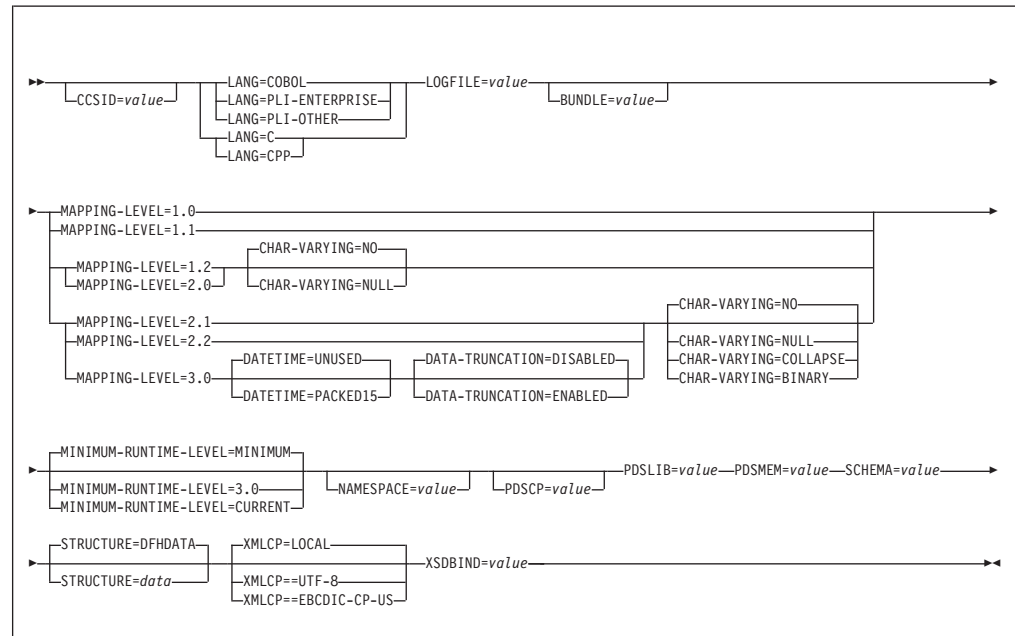 LANG=COBOL LOGFILE=value
CCSID=value LANG=PLI-ENTERPRISE BUNDLE=value
LANG=PLI-OTHER
LANG=C
LANG=CPP
MAPPING-LEVEL=1.0
MAPPING-LEVEL=1.1
CHAR-VARYING=NO
MAPPING-LEVEL=1.2
MAPPING-LEVEL=2.0 CHAR-VARYING=NULL
CHAR-VARYING=NO
MAPPING-LEVEL=2.1
MAPPING-LEVEL=2.2 CHAR-VARYING=NULL
DATETIME=UNUSED DATA-TRUNCATION=DISABLED CHAR-VARYING=COLLAPSE
MAPPING-LEVEL=3.0 CHAR-VARYING=BINARY
DATETIME=PACKED15 DATA-TRUNCATION=ENABLED
MINIMUM-RUNTIME-LEVEL=MINIMUM
PDSLIB=value PDSMEM=value SCHEMA=value
MINIMUM-RUNTIME-LEVEL=3.0 NAMESPACE=value PDSCP=value
MINIMUM-RUNTIME-LEVEL=CURRENT
STRUCTURE=DFHDATA XMLCP=LOCAL
XSDBIND=value
STRUCTURE=data XMLCP==UTF-8
XMLCP==EBCDIC-CP-US